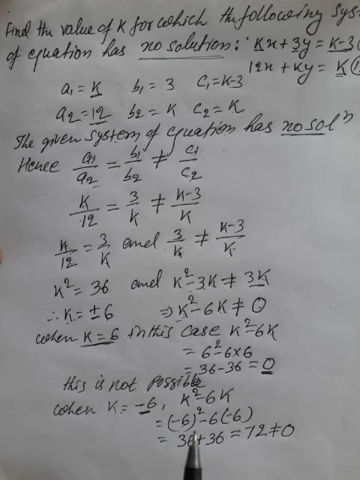 Find the value of K for which the following sys
of equation has no solution: Kx+3y = K-3
12x + Ky = K
a₁ = K b₁ = 3 C₁=K-3
a₂ = 12 b₂ = K C₂ = K
The given system of equation has no solⁿ
Hence a₁/a₂ = b₁/b₂ ≠ C₁/C₂
K/12 = 3/K ≠ K-3/K
K/12 = 3/K and 3/K ≠ K-3/K
K² = 36 and K²-3K ≠ 3K
∴ K = ±6 ⇒ K²-6K ≠ 0
when K=6 in this case K²-6K
= 6²-6x6
= 36-36 = 0
this is not possible
when K = -6, K²-6K
= (-6)²-6(-6)
= 36+36 = 72≠0